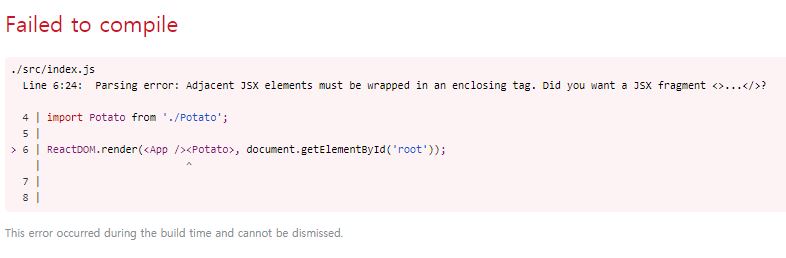 Failed to compile
./src/index.js
Line 6:24:  Parsing error: Adjacent JSX elements must be wrapped in an enclosing tag. Did you want a JSX fragment <>...</>?
4 | import Potato from './Potato';
5 |
> 6 | ReactDOM.render(<App /><Potato>, document.getElementById('root'));
| ^
7 |
8 |
This error occurred during the build time and cannot be dismissed.